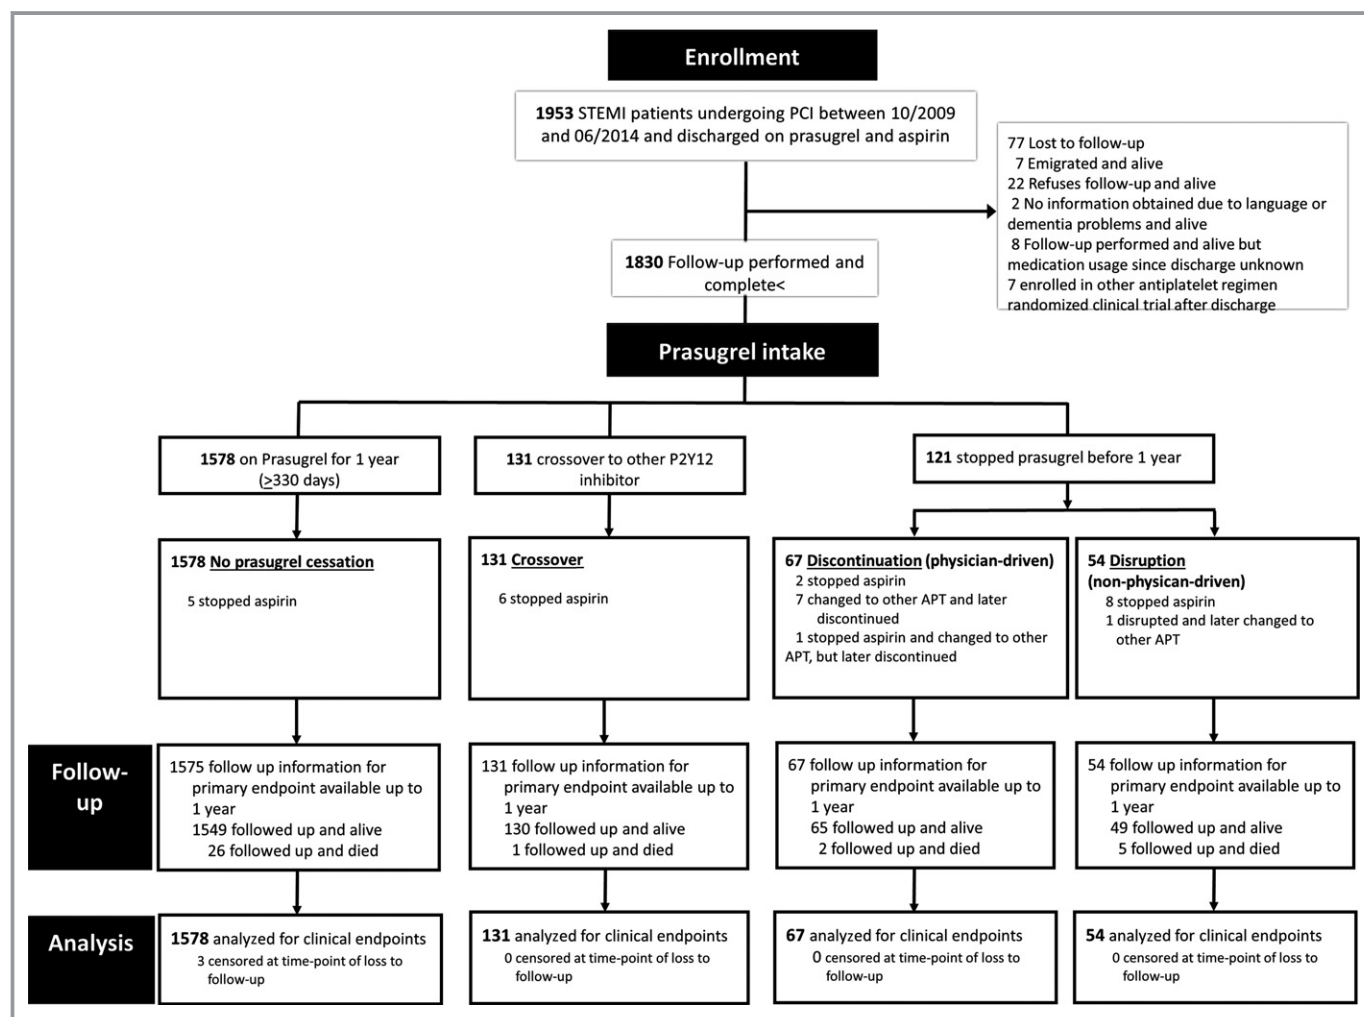 Enrollment
1953 STEMI patients undergoing PCI between 10/2009
and 06/2014 and discharged on prasugrel and aspirin
77 Lost to follow-up
7 Emigrated and alive
22 Refuses follow-up and alive
2 No information obtained due to language or
dementia problems and alive
8 Follow-up performed and alive but
medication usage since discharge unknown
7 enrolled in other antiplatelet regimen
randomized clinical trial after discharge
1830 Follow-up performed and
complete<
Prasugrel intake
1578 on Prasugrel for 1 year
(≥330 days)
131 crossover to other P2Y12
inhibitor
121 stopped prasugrel before 1 year
1578 No prasugrel cessation
5 stopped aspirin
131 Crossover
6 stopped aspirin
67 Discontinuation (physician-driven)
2 stopped aspirin
7 changed to other APT and later
discontinued
1 stopped aspirin and changed to other
APT, but later discontinued
54 Disruption
(non-physican-driven)
8 stopped aspirin
1 disrupted and later changed to
other APT
Follow-
up
1575 follow up information for
primary endpoint available up to
1 year
1549 followed up and alive
26 followed up and died
131 follow up information for
primary endpoint available up to
1 year
130 followed up and alive
1 followed up and died
67 follow up information for
primary endpoint available up to
1 year
65 followed up and alive
2 followed up and died
54 follow up information for
primary endpoint available up to
1 year
49 followed up and alive
5 followed up and died
Analysis
1578 analyzed for clinical endpoints
3 censored at time-point of loss to
follow-up
131 analyzed for clinical endpoints
0 censored at time-point of loss to
follow-up
67 analyzed for clinical endpoints
0 censored at time-point of loss to
follow-up
54 analyzed for clinical endpoints
0 censored at time-point of loss to
follow-up